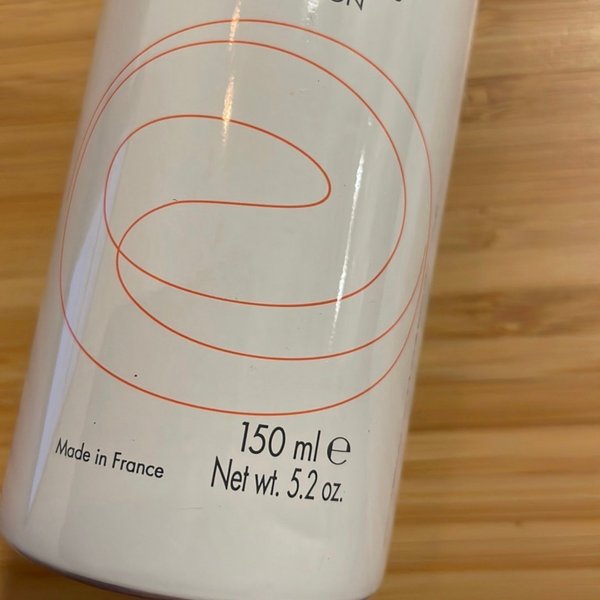 150 ml ℮
Made in France
Net wt. 5.2 oz.